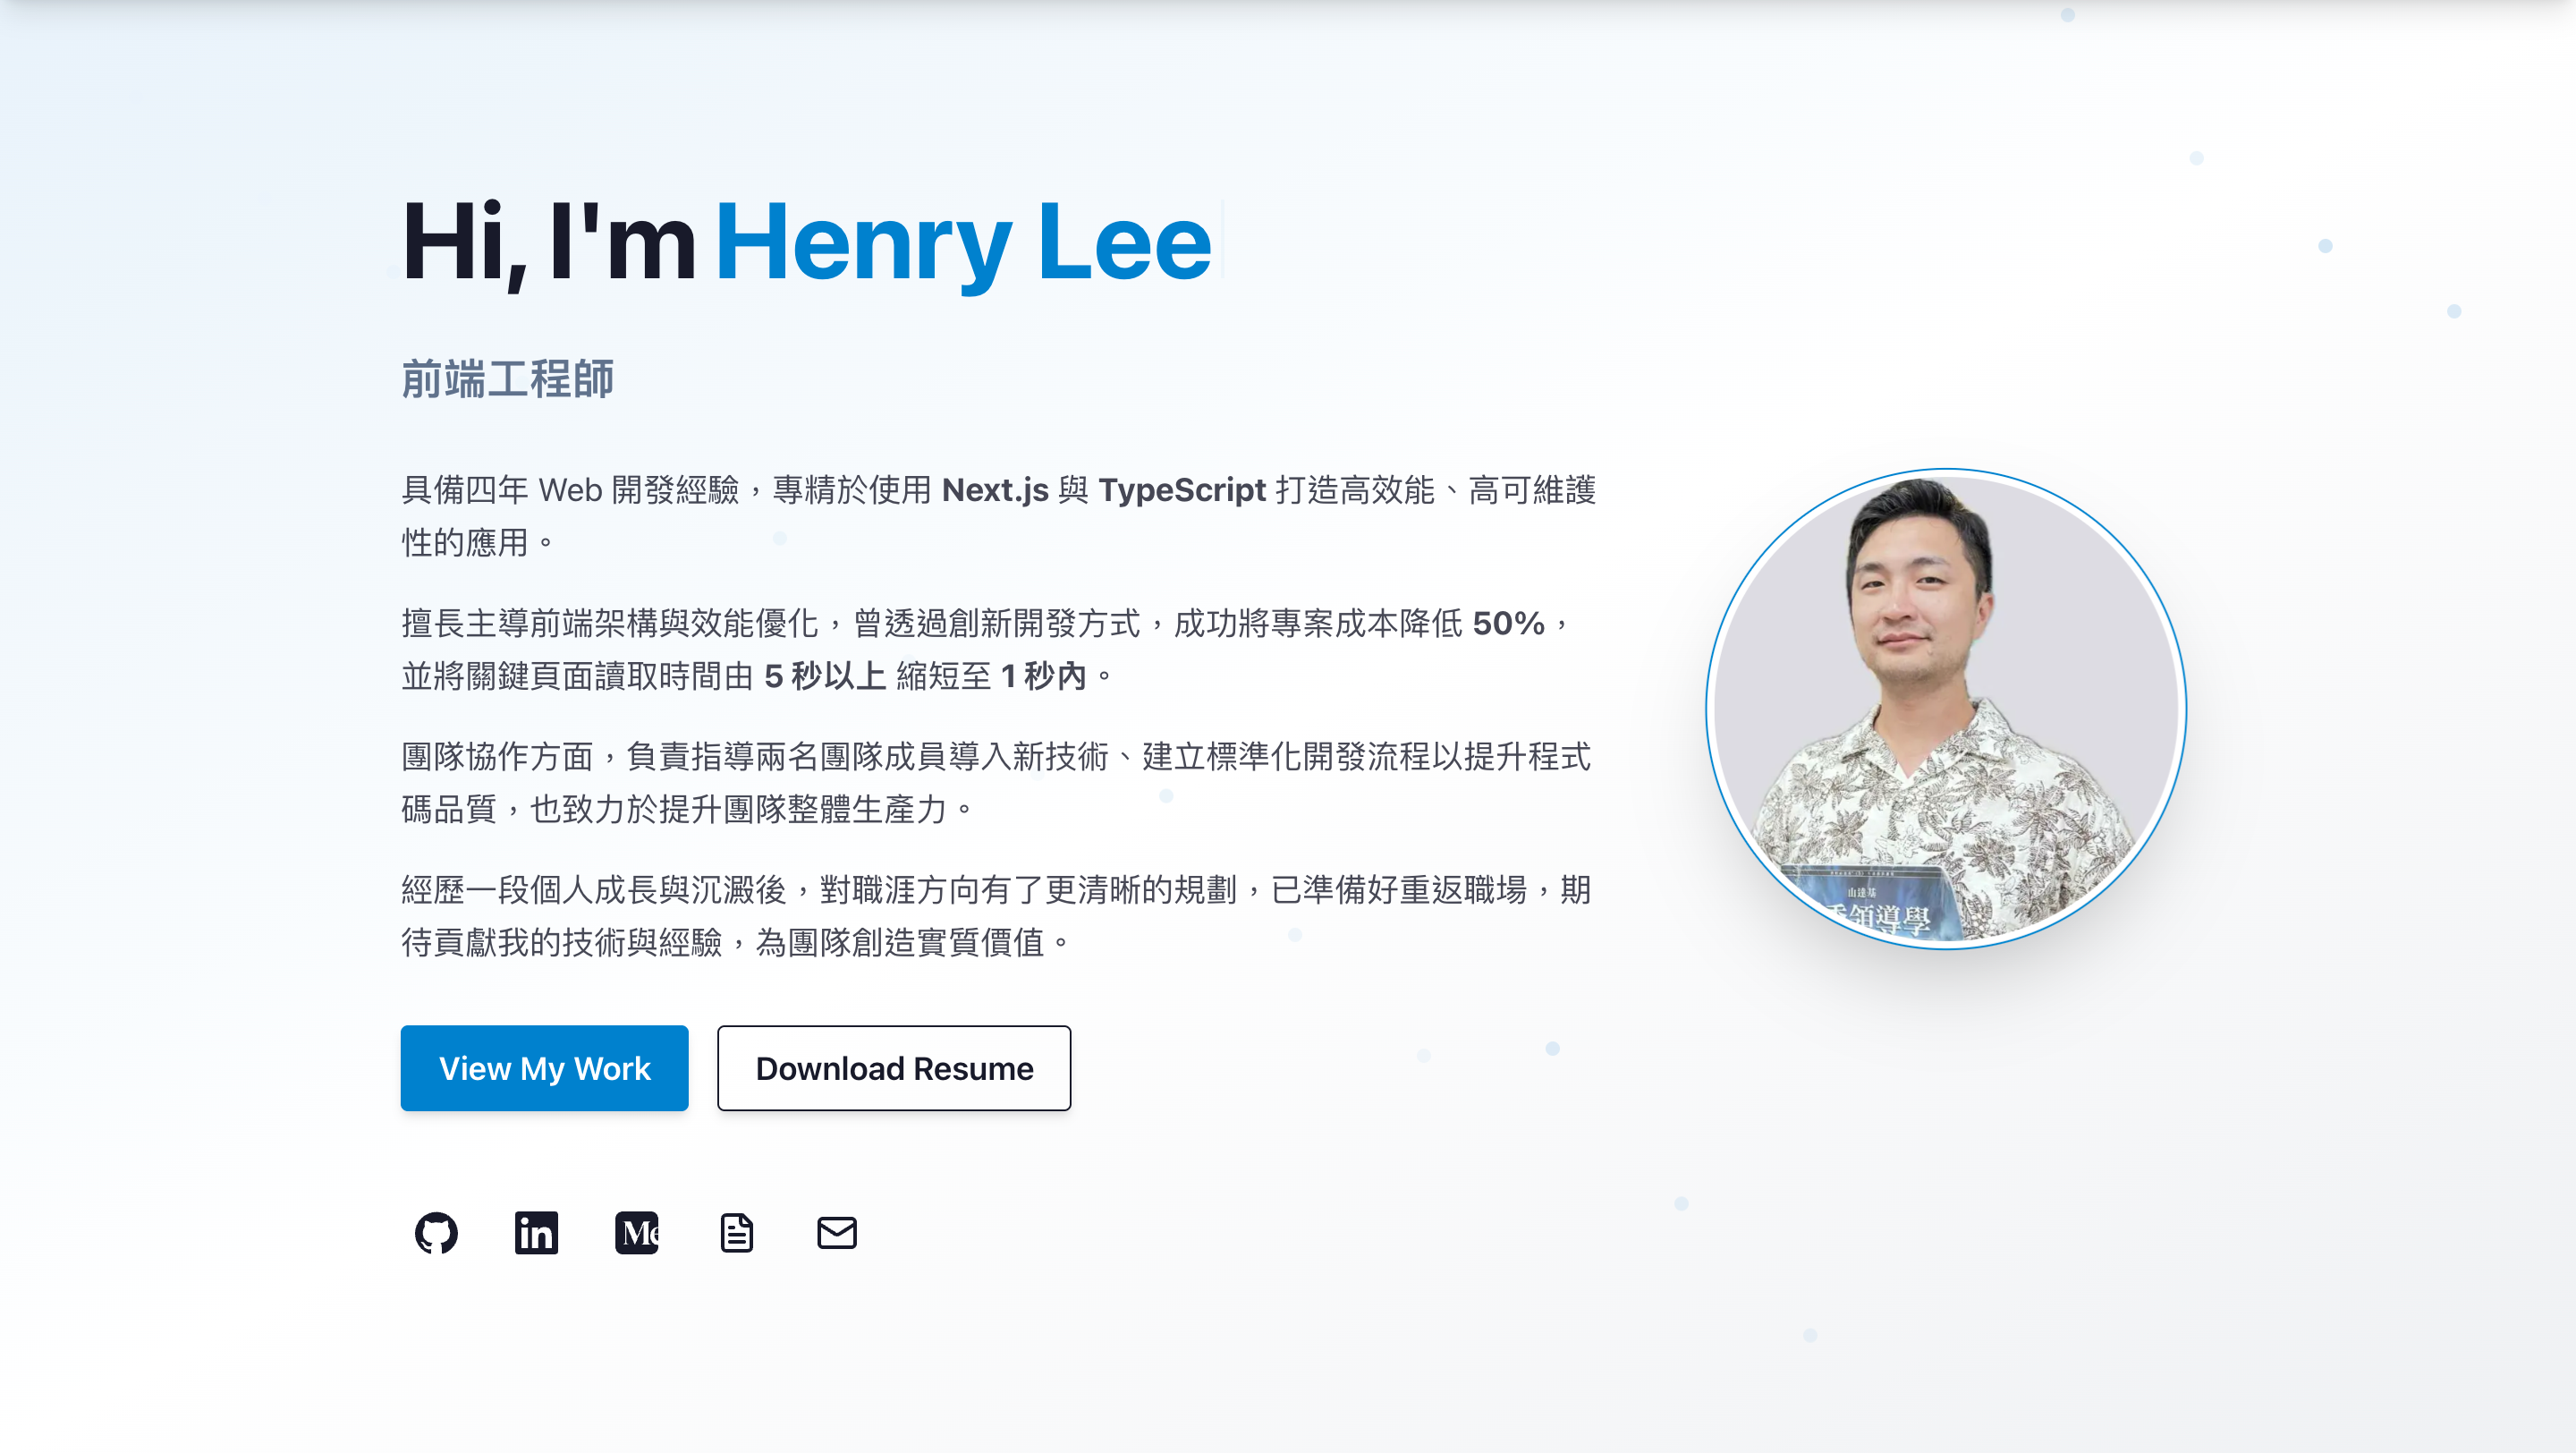 Hi, I'm Henry Lee
前端工程師
具備四年 Web 開發經驗，專精於使用 Next.js 與 TypeScript 打造高效能、高可維護
性的應用。
擅長主導前端架構與效能優化，曾透過創新開發方式，成功將專案成本降低 50%，
並將關鍵頁面讀取時間由 5 秒以上 縮短至 1 秒內。
團隊協作方面，負責指導兩名團隊成員導入新技術、建立標準化開發流程以提升程式
碼品質，也致力於提升團隊整體生產力。
經歷一段個人成長與沉澱後，對職涯方向有了更清晰的規劃，已準備好重返職場，期
待貢獻我的技術與經驗，為團隊創造實質價值。
山達基
領導學
View My Work
Download Resume
in
Me